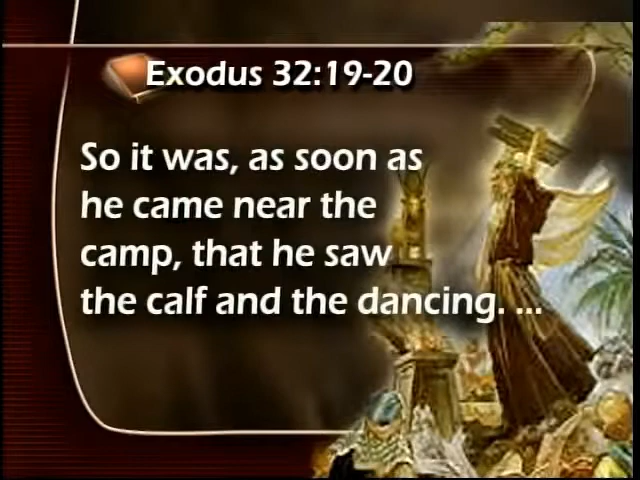 Exodus 32:19-20
So it was, as soon as
he came near the
camp, that he saw
the calf and the dancing. ...